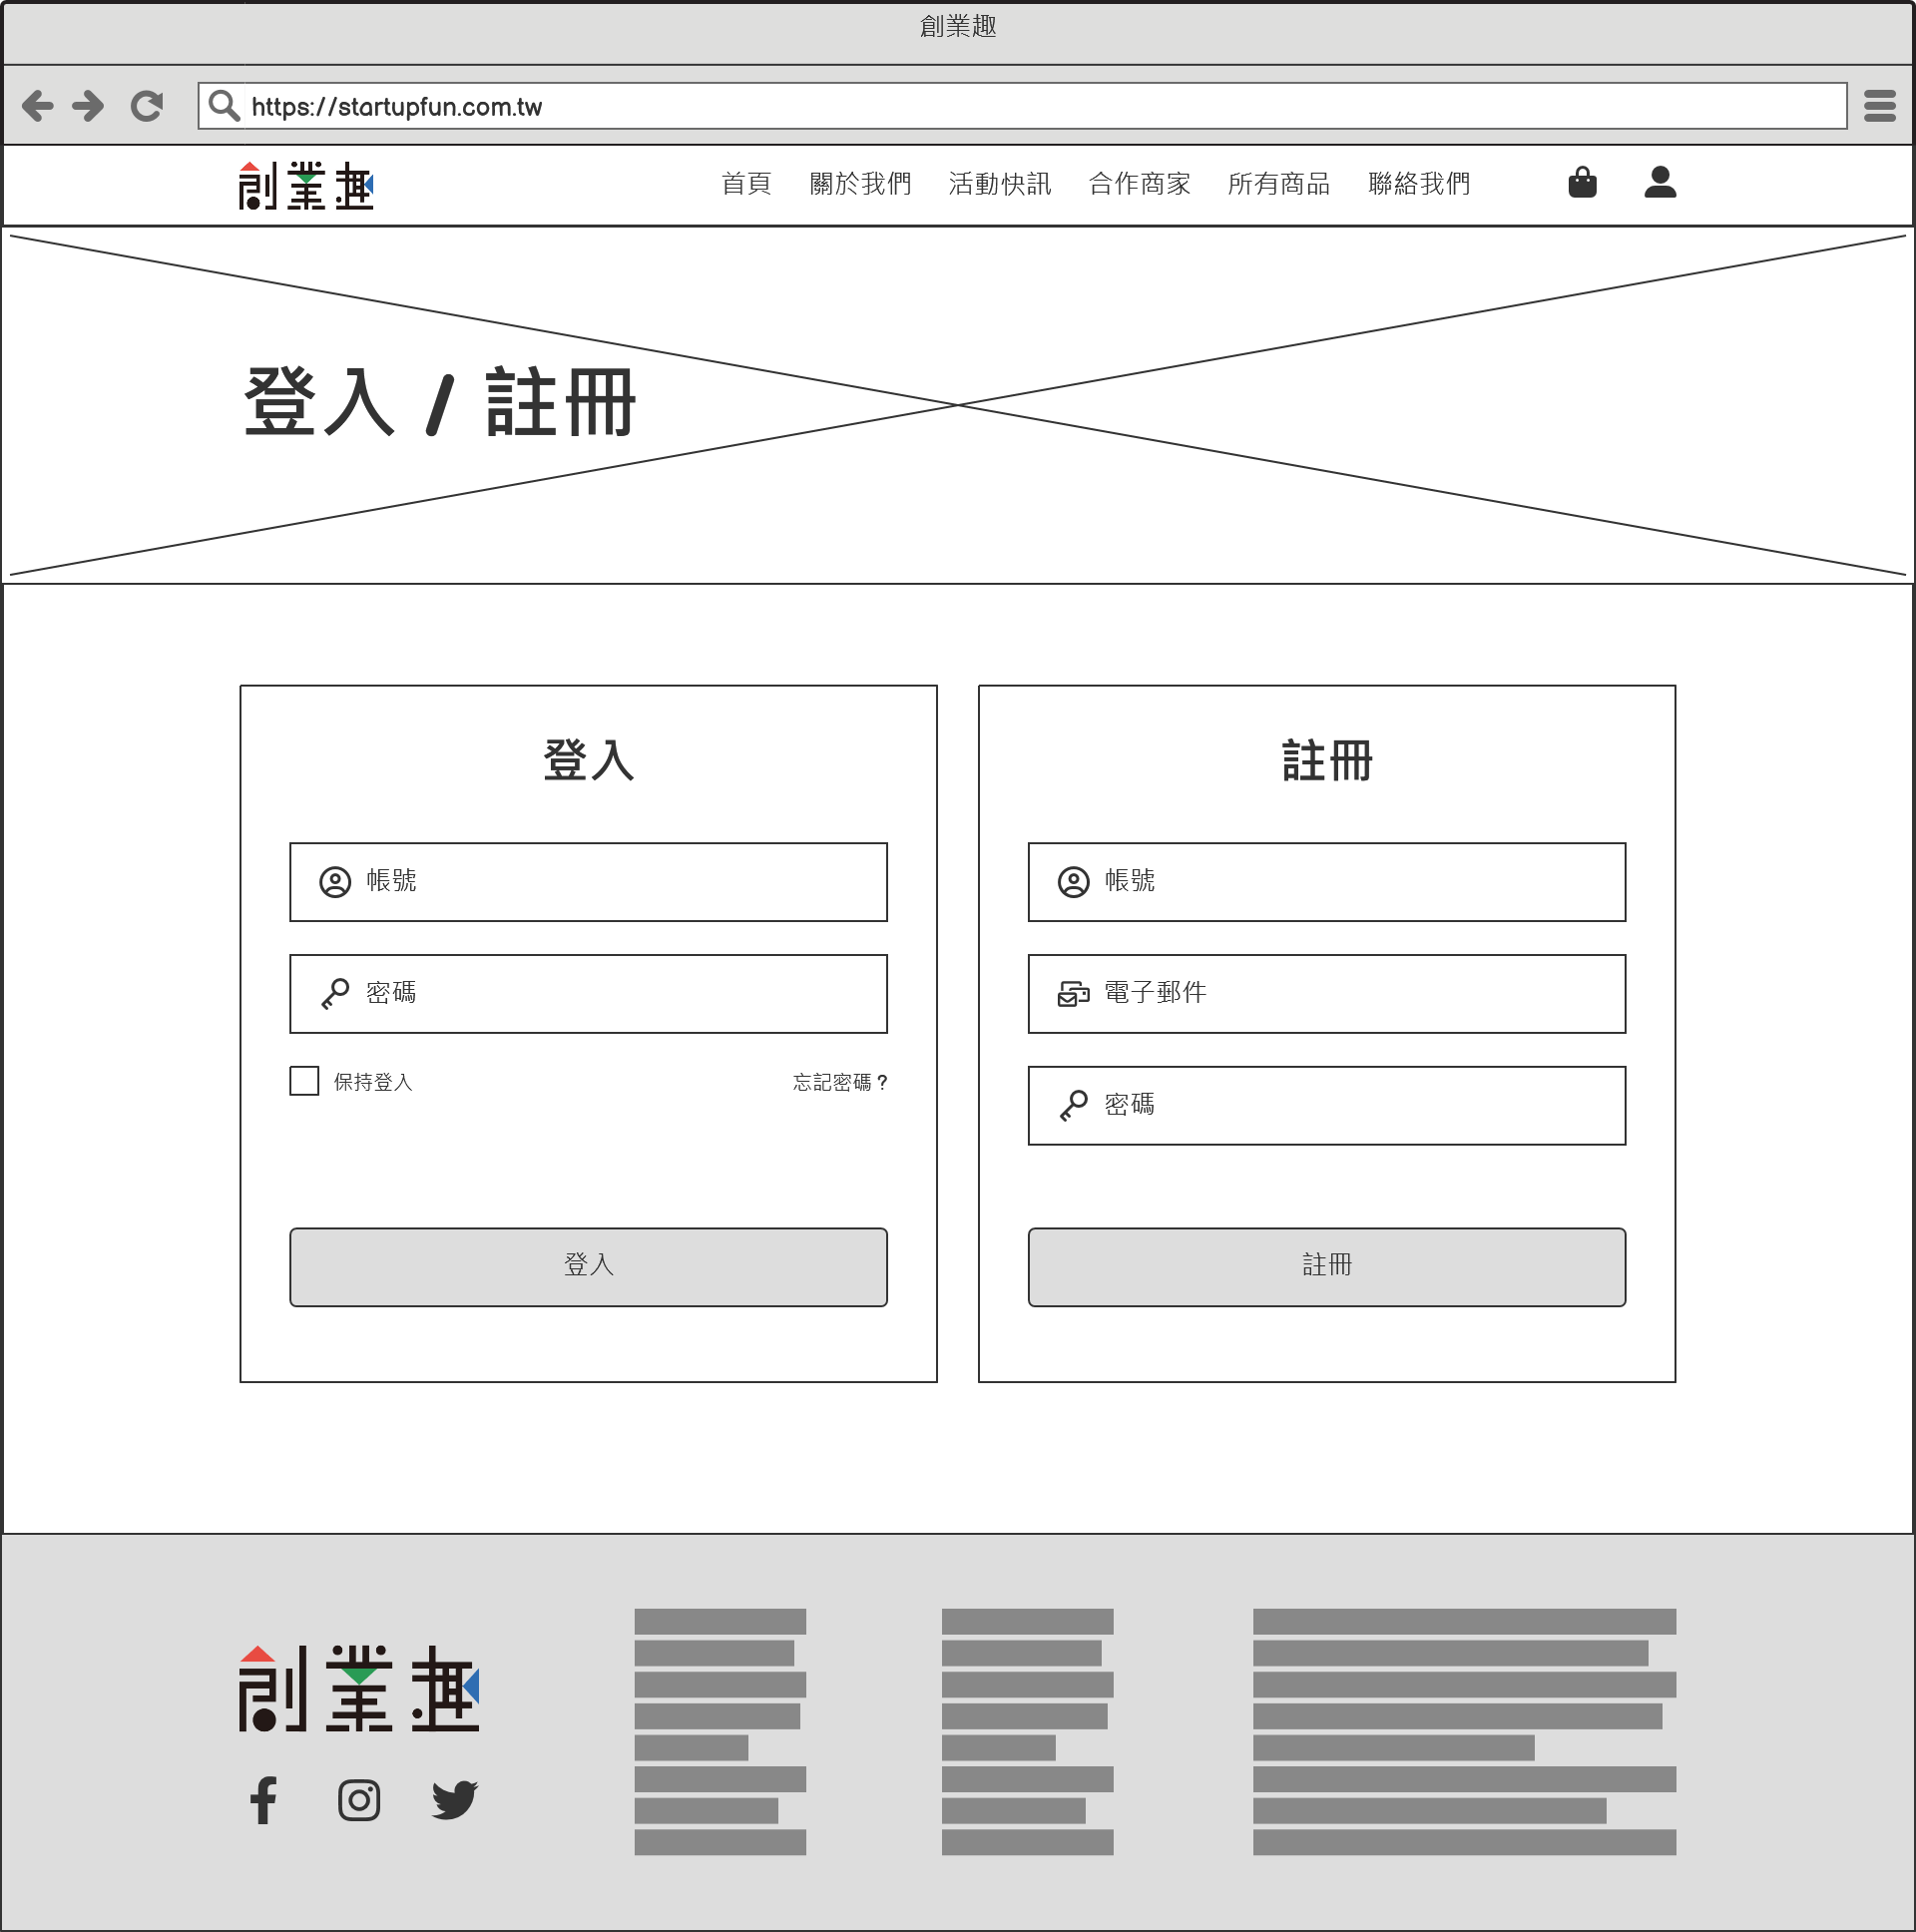 創業趣
https://startupfun.com.tw
創業趣
首頁 關於我們 活動快訊 合作商家 所有商品 聯絡我們
登入 / 註冊
登入
帳號
密碼
保持登入 忘記密碼？
登入
註冊
帳號
電子郵件
密碼
註冊
創業趣